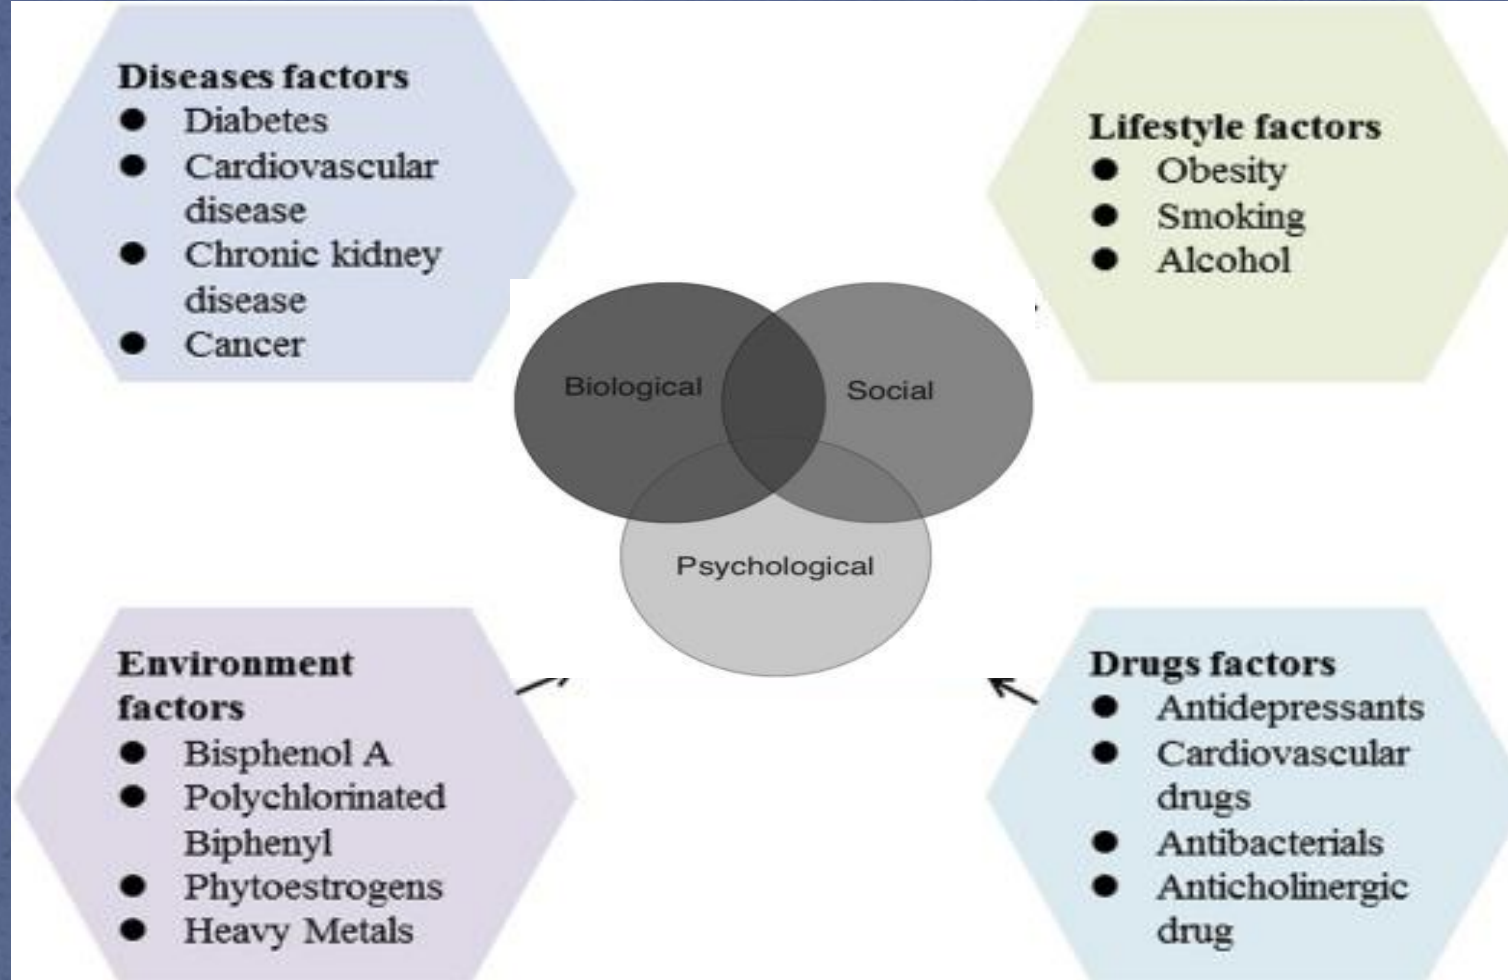 Diseases factors
● Diabetes
● Cardiovascular
disease
● Chronic kidney
disease
● Cancer
Lifestyle factors
● Obesity
● Smoking
● Alcohol
Biological
Social
Psychological
Environment
factors
● Bisphenol A
● Polychlorinated
Biphenyl
● Phytoestrogens
● Heavy Metals
Drugs factors
● Antidepressants
● Cardiovascular
drugs
● Antibacterials
● Anticholinergic
drug